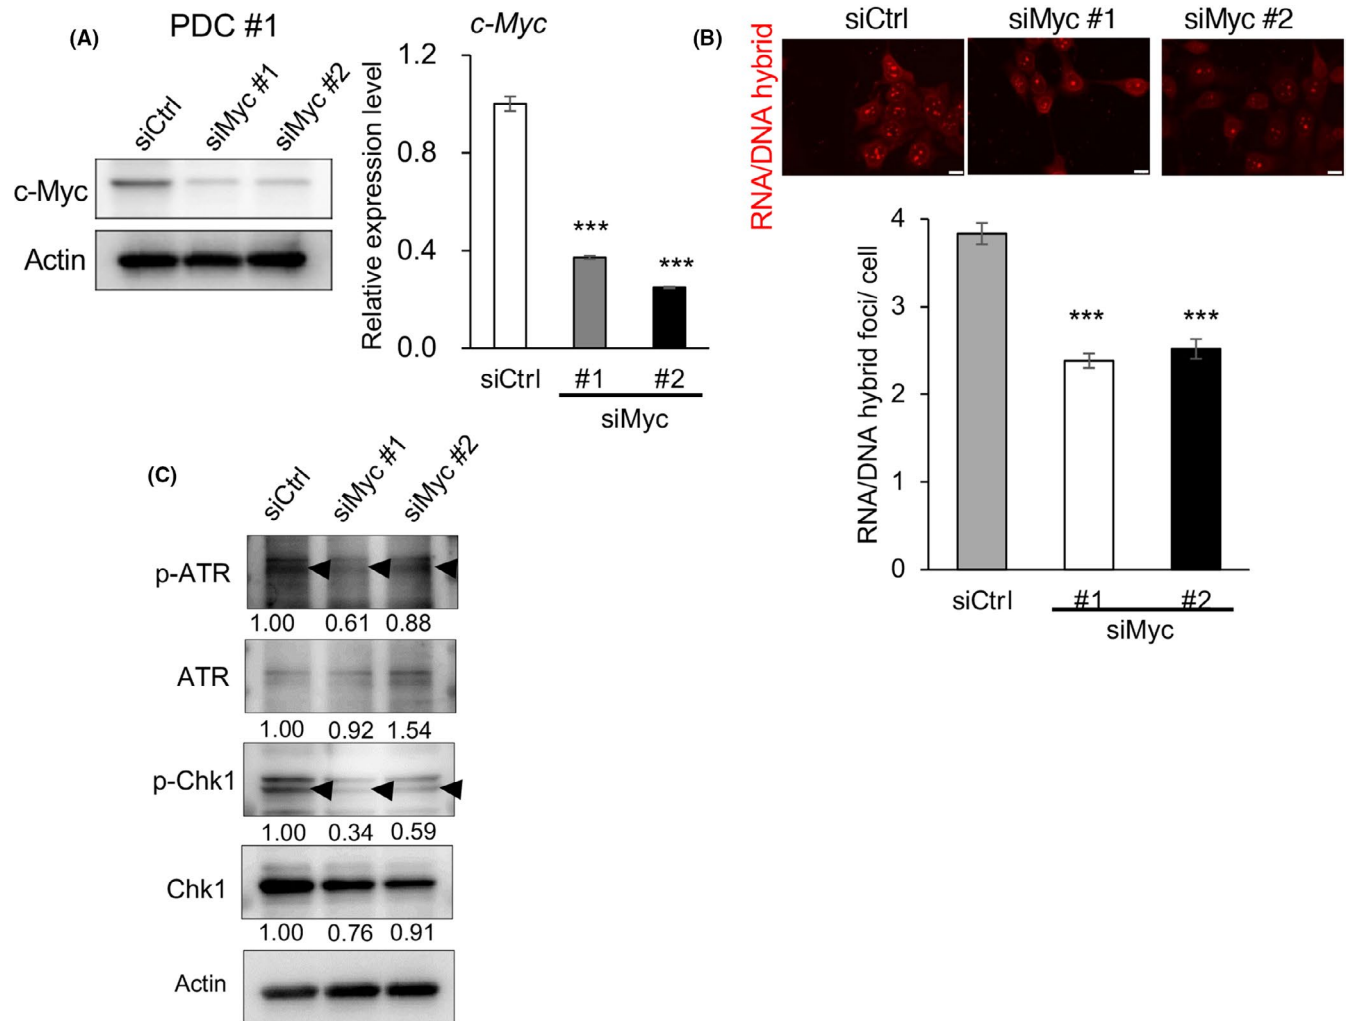 (A)
PDC #1
siCtrl
siMyc #1
siMyc #2
c-Myc
Actin
c-Myc
Relative expression level
1.2
0.8
0.4
0.0
***
***
siCtrl #1 #2
siMyc
(B)
RNA/DNA hybrid
siCtrl siMyc #1 siMyc #2
RNA/DNA hybrid foci/ cell
4
3
2
1
0
***
***
siCtrl #1 #2
siMyc
(C)
siCtrl
siMyc #1
siMyc #2
p-ATR
1.00 0.61 0.88
ATR
1.00 0.92 1.54
p-Chk1
1.00 0.34 0.59
Chk1
1.00 0.76 0.91
Actin